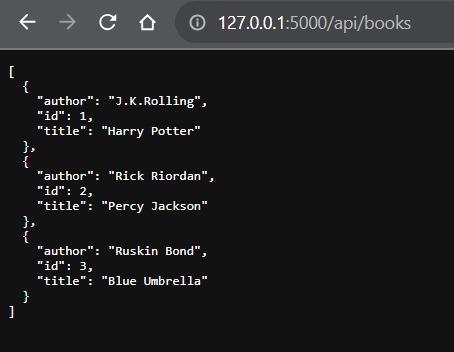 127.0.0.1:5000/api/books
[
  {
    "author": "J.K.Rolling",
    "id": 1,
    "title": "Harry Potter"
  },
  {
    "author": "Rick Riordan",
    "id": 2,
    "title": "Percy Jackson"
  },
  {
    "author": "Ruskin Bond",
    "id": 3,
    "title": "Blue Umbrella"
  }
]